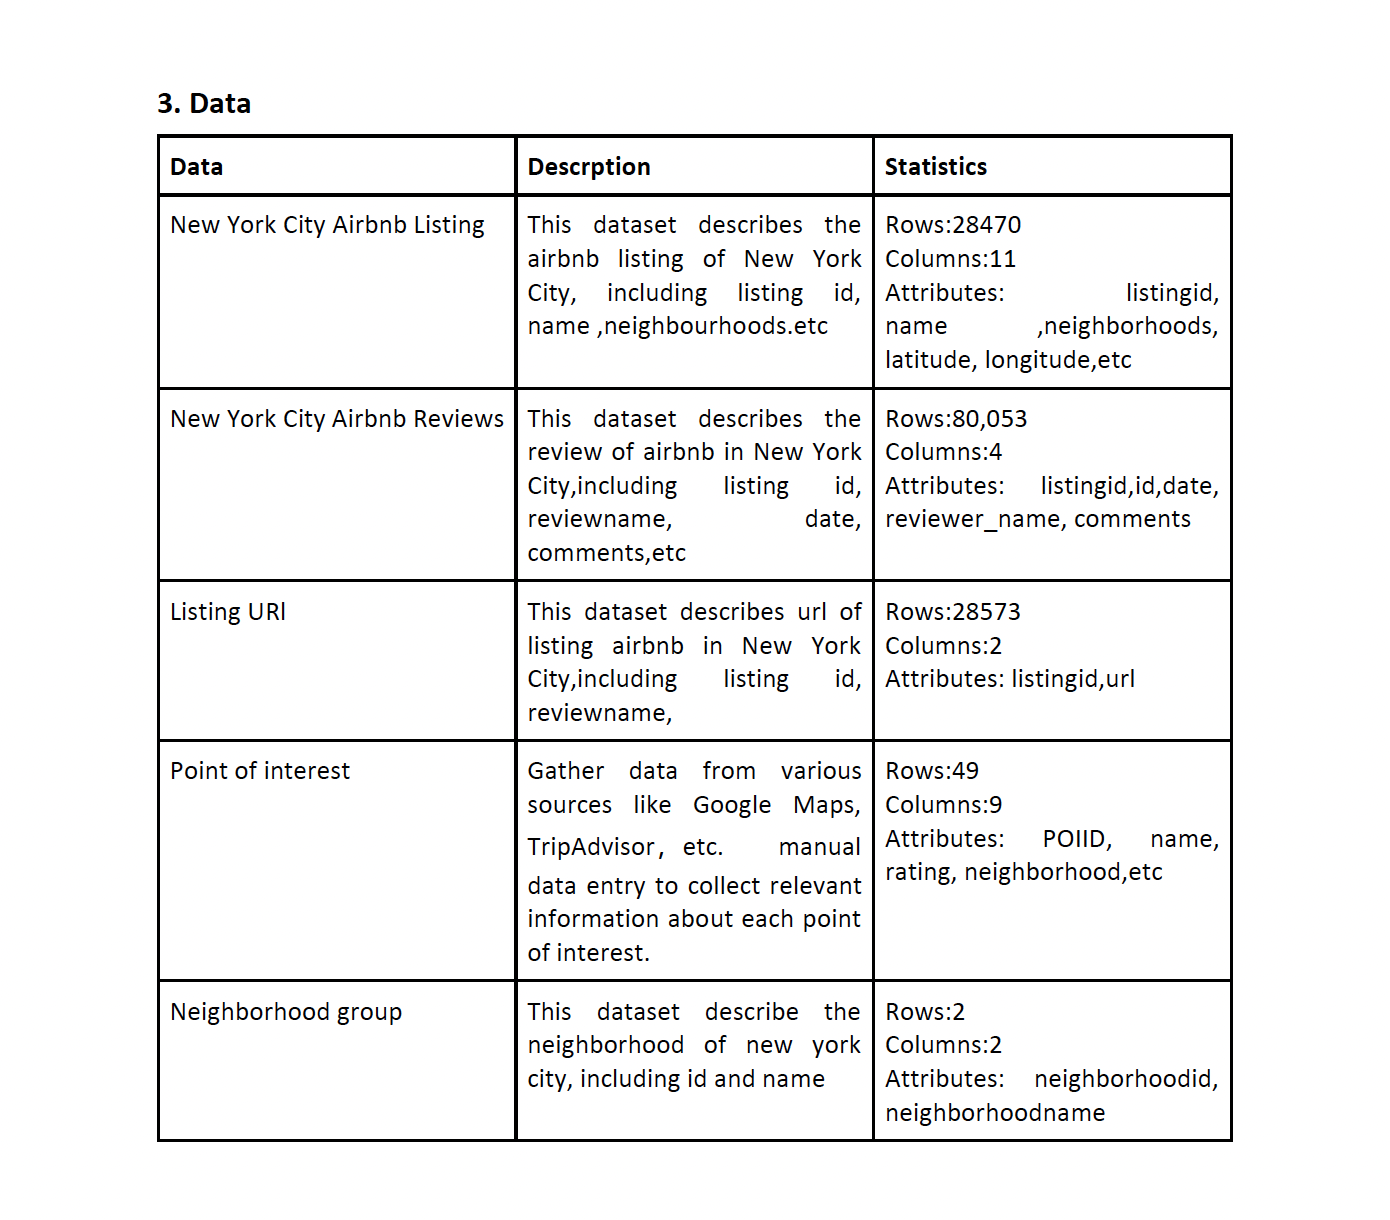 3. Data
Data
Descrption
Statistics
New York City Airbnb Listing
This dataset describes the
airbnb listing of New York
City, including listing id,
name ,neighbourhoods.etc
Rows:28470
Columns:11
Attributes: listingid,
name ,neighborhoods,
latitude, longitude,etc
New York City Airbnb Reviews
This dataset describes the
review of airbnb in New York
City,including listing id,
reviewname, date,
comments,etc
Rows:80,053
Columns:4
Attributes: listingid,id,date,
reviewer_name, comments
Listing URl
This dataset describes url of
listing airbnb in New York
City,including listing id,
reviewname,
Rows:28573
Columns:2
Attributes: listingid,url
Point of interest
Gather data from various
sources like Google Maps,
TripAdvisor, etc. manual
data entry to collect relevant
information about each point
of interest.
Rows:49
Columns:9
Attributes: POIID, name,
rating, neighborhood,etc
Neighborhood group
This dataset describe the
neighborhood of new york
city, including id and name
Rows:2
Columns:2
Attributes: neighborhoodid,
neighborhoodname